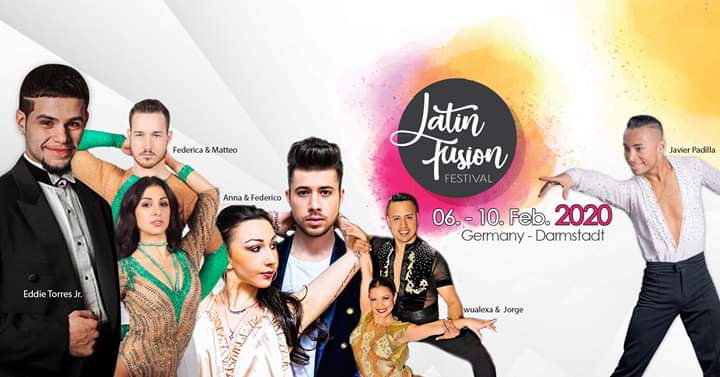 Latin
Fusion
FESTIVAL
06. - 10. Feb. 2020
Germany - Darmstadt
Eddie Torres Jr.
Federica & Matteo
Anna & Federico
wualexa & Jorge
Javier Padilla